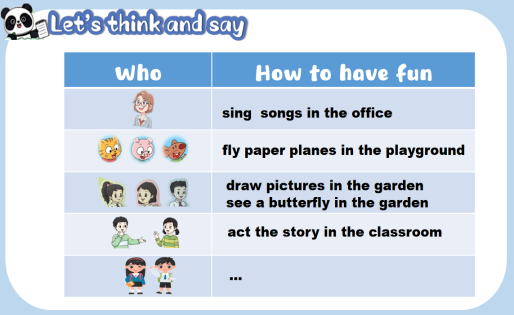 Let's think and say
Who
How to have fun
sing songs in the office
fly paper planes in the playground
draw pictures in the garden
see a butterfly in the garden
act the story in the classroom
...